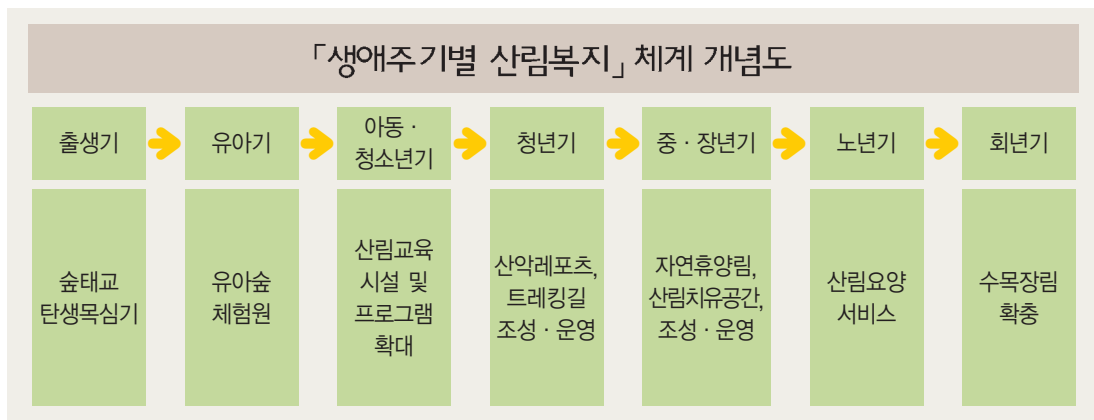 「생애주기별 산림복지」 체계 개념도
출생기
유아기
아동 ·
청소년기
청년기
중 · 장년기
노년기
회년기
숲태교
탄생목심기
유아숲
체험원
산림교육
시설 및
프로그램
확대
산악레포츠,
트레킹길
조성 · 운영
자연휴양림,
산림치유공간,
조성 · 운영
산림요양
서비스
수목장림
확충